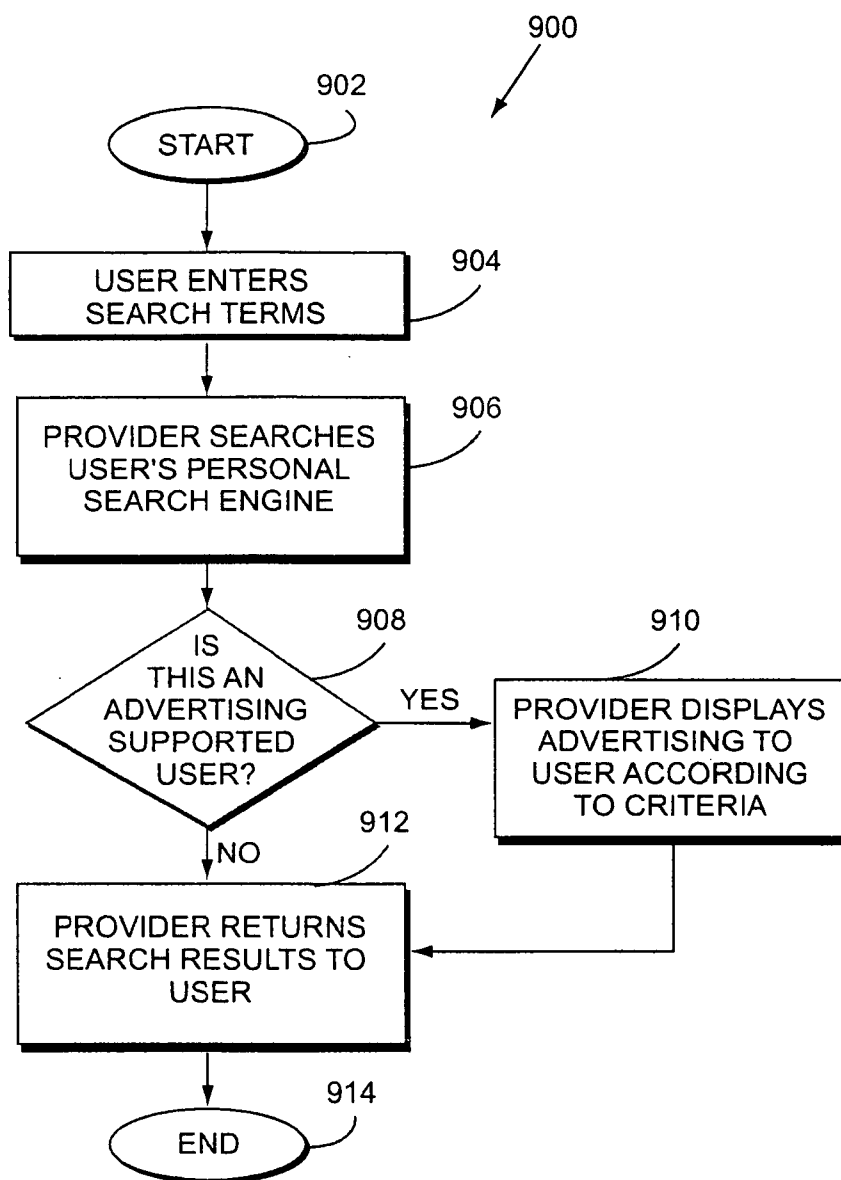 900
902
START
USER ENTERS
SEARCH TERMS
904
906
PROVIDER SEARCHES
USER'S PERSONAL
SEARCH ENGINE
908
IS
THIS AN
ADVERTISING
SUPPORTED
USER?
YES
910
PROVIDER DISPLAYS
ADVERTISING TO
USER ACCORDING
TO CRITERIA
NO
912
PROVIDER RETURNS
SEARCH RESULTS TO
USER
914
END